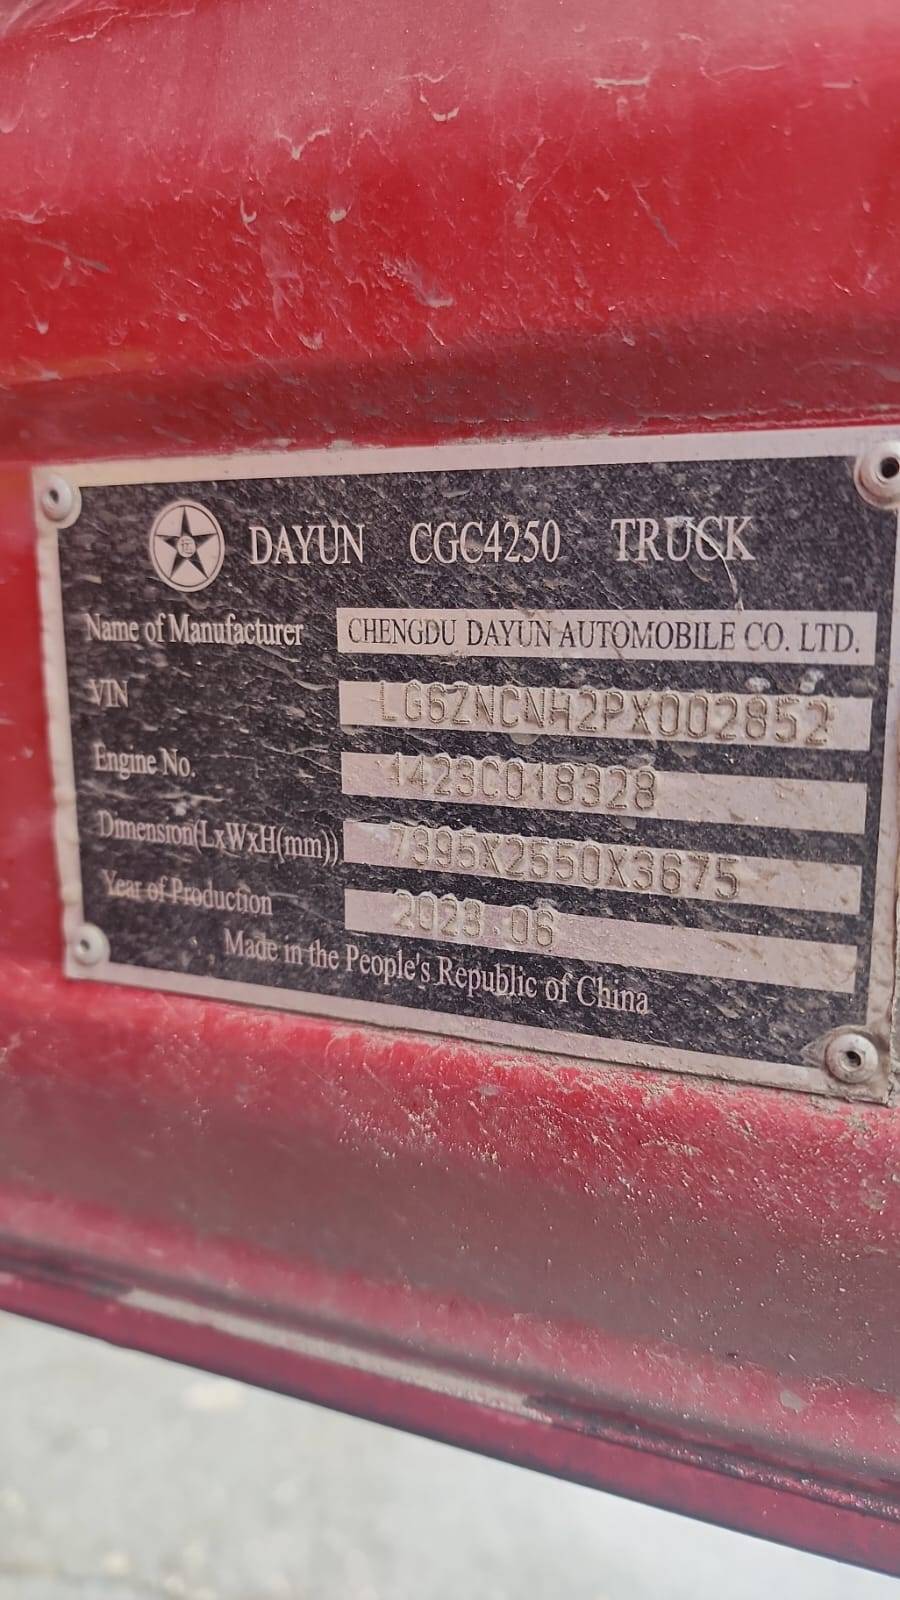 DAYUN CGC4250 TRUCK
Name of Manufacturer CHENGDU DAYUN AUTOMOBILE CO. LTD.
VIN LG6ZNCNH2PX002852
Engine No. 1423C018328
Dimension(LxWxH(mm)) 7395X2550X3675
Year of Production 2023.06
Made in the People's Republic of China